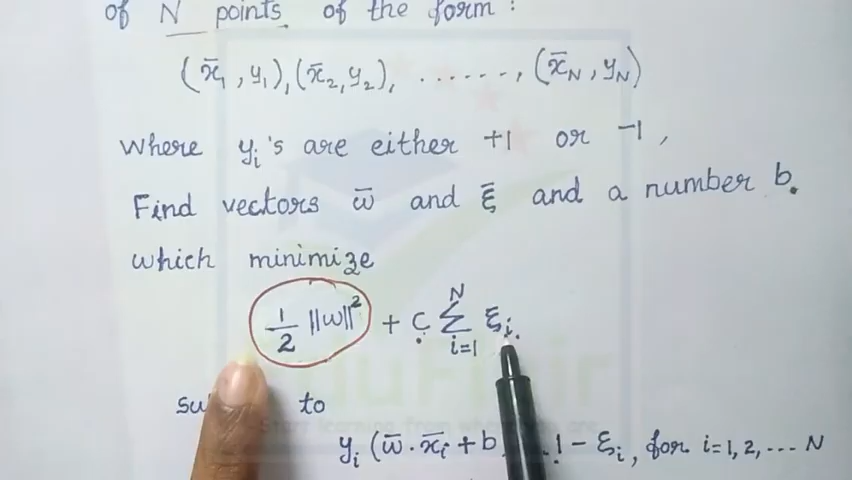 of N points of the form :
(x̄₁ , y₁), (x̄₂, y₂), ......., (x̄N , yN)
where yᵢ's are either +1 or -1 ,
Find vectors w̄ and ξ̄ and a number b.
which minimize
1/2 ||w||² + C Σ i=1 N ξᵢ.
to
yᵢ (w̄ . x̄ᵢ + b 1 - ξᵢ , for i=1, 2, ... N